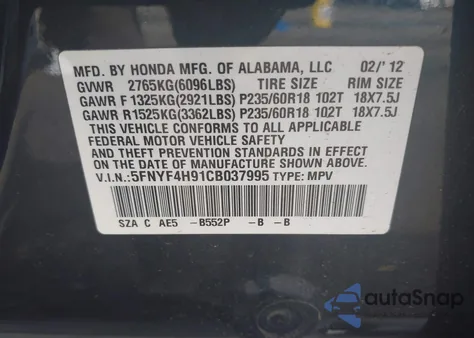 MFD. BY HONDA MFG. OF ALABAMA, LLC 02/' 12
GVWR 2765KG(6096LBS) TIRE SIZE RIM SIZE
GAWR F 1325KG(2921LBS) P235/60R18 102T 18X7.5J
GAWR R1525KG(3362LBS) P235/60R18 102T 18X7.5J
THIS VEHICLE CONFORMS TO ALL APPLICABLE
FEDERAL MOTOR VEHICLE SAFETY
AND THEFT PREVENTION STANDARDS IN EFFECT
ON THE DATE OF MANUFACTURE SHOWN ABOVE.
V.I.N.:5FNYF4H91CB037995 TYPE: MPV
SZA C AE5 -B552P -B -B
autoSnap